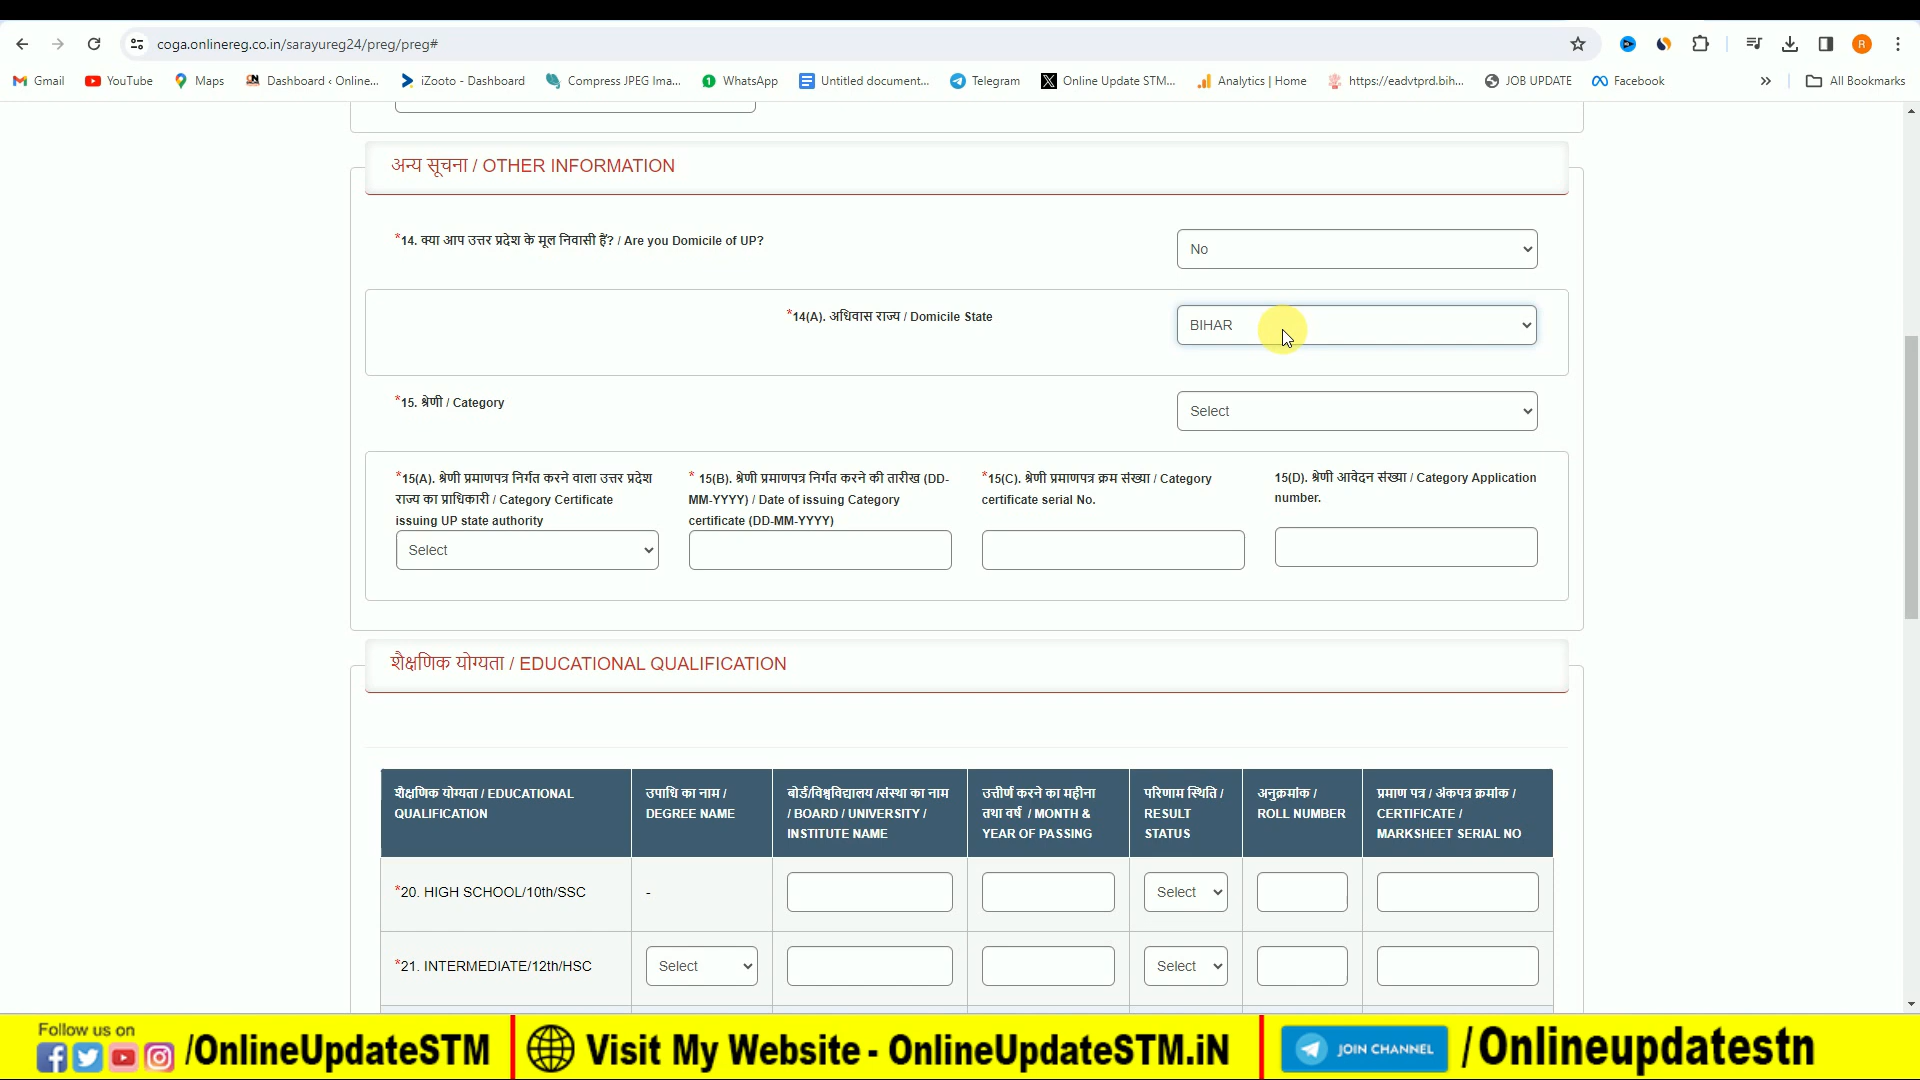 coga.onlinereg.co.in/sarayureg24/preg/preg#
Gmail
YouTube
Maps
Dashboard ‹ Online...
iZooto - Dashboard
Compress JPEG Ima...
WhatsApp
Untitled document...
Telegram
Online Update STM...
Analytics | Home
https://eadvtprd.bih...
JOB UPDATE
Facebook
»
All Bookmarks
अन्य सूचना / OTHER INFORMATION
*14. क्या आप उत्तर प्रदेश के मूल निवासी हैं? / Are you Domicile of UP?
No
*14(A). अधिवास राज्य / Domicile State
BIHAR
*15. श्रेणी / Category
Select
*15(A). श्रेणी प्रमाणपत्र निर्गत करने वाला उत्तर प्रदेश
राज्य का प्राधिकारी / Category Certificate
issuing UP state authority
Select
* 15(B). श्रेणी प्रमाणपत्र निर्गत करने की तारीख (DD-
MM-YYYY) / Date of issuing Category
certificate (DD-MM-YYYY)
*15(C). श्रेणी प्रमाणपत्र क्रम संख्या / Category
certificate serial No.
15(D). श्रेणी आवेदन संख्या / Category Application
number.
शैक्षणिक योग्यता / EDUCATIONAL QUALIFICATION
शैक्षणिक योग्यता / EDUCATIONAL
QUALIFICATION
उपाधि का नाम /
DEGREE NAME
बोर्ड/विश्वविद्यालय /संस्था का नाम
/ BOARD / UNIVERSITY /
INSTITUTE NAME
उत्तीर्ण करने का महीना
तथा वर्ष / MONTH &
YEAR OF PASSING
परिणाम स्थिति /
RESULT
STATUS
अनुक्रमांक /
ROLL NUMBER
प्रमाण पत्र / अंकपत्र क्रमांक /
CERTIFICATE /
MARKSHEET SERIAL NO
*20. HIGH SCHOOL/10th/SSC
-
Select
*21. INTERMEDIATE/12th/HSC
Select
Select
Follow us on
/OnlineUpdateSTM
Visit My Website - OnlineUpdateSTM.iN
JOIN CHANNEL
/Onlineupdatestn